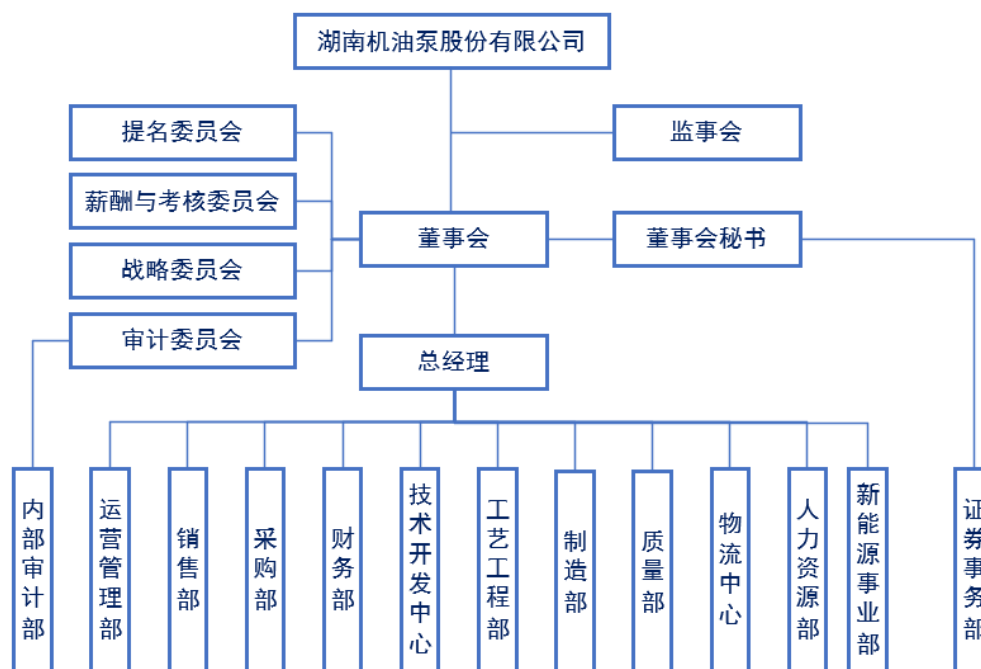 湖南机油泵股份有限公司
提名委员会
监事会
薪酬与考核委员会
董事会
董事会秘书
战略委员会
审计委员会
总经理
内部审计部
运营管理部
销售部
采购部
财务部
技术开发中心
工艺工程部
制造部
质量部
物流中心
人力资源部
新能源事业部
证券事务部